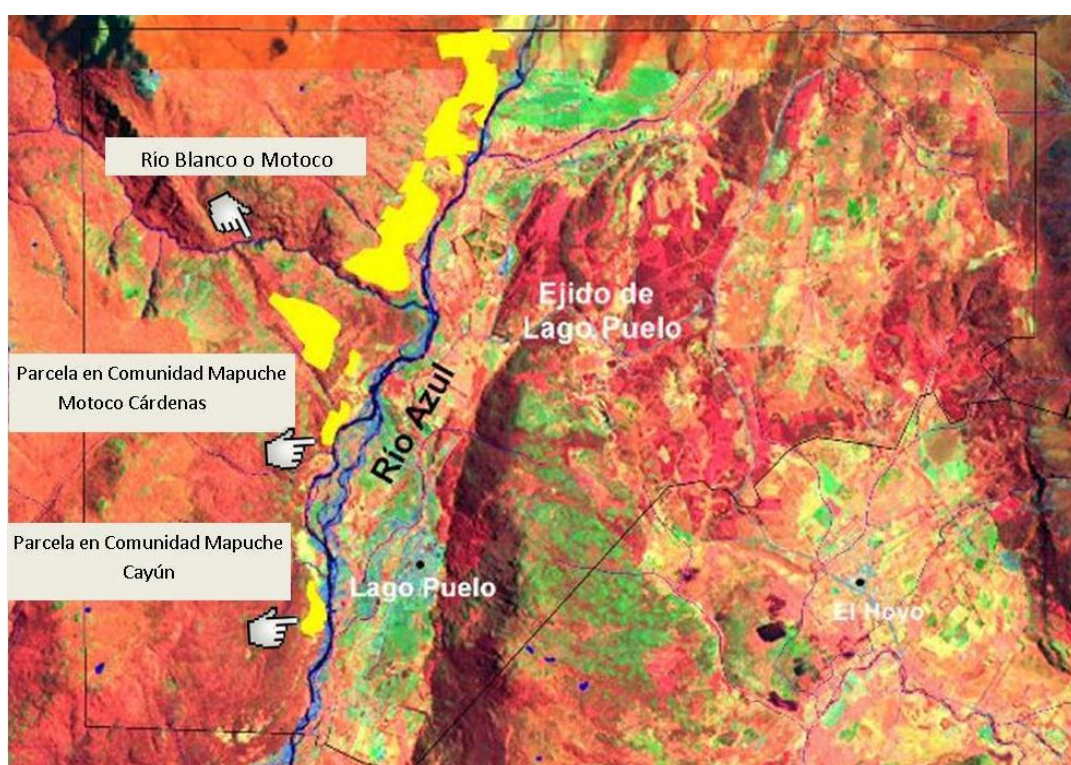 Río Blanco o Motoco
Ejido de
Lago Puelo
Parcela en Comunidad Mapuche
Motoco Cárdenas
Río Azul
Parcela en Comunidad Mapuche
Cayún
Lago Puelo
El Hoyo